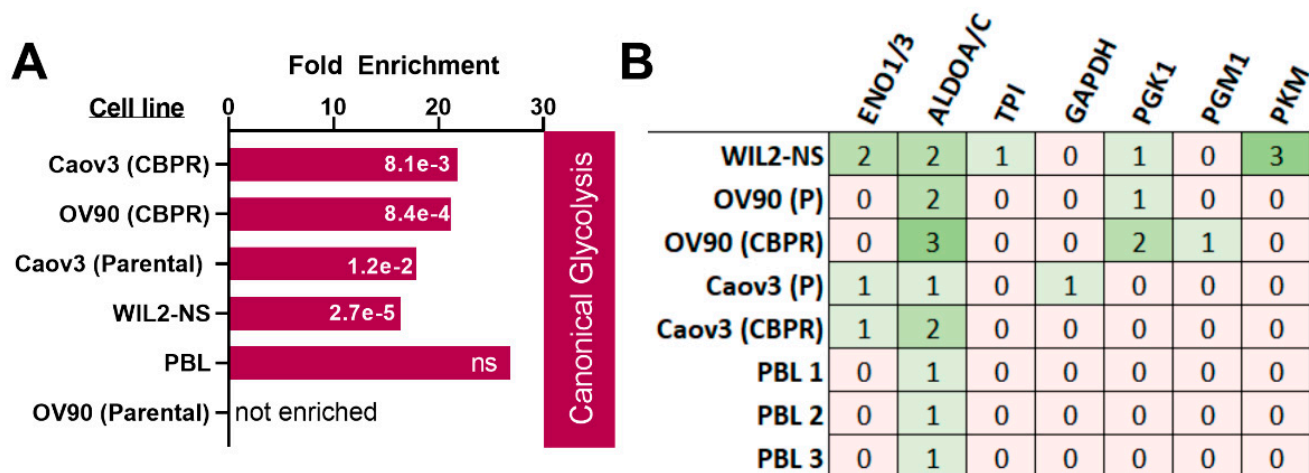 A
Fold Enrichment
Cell line
0 10 20 30
Caov3 (CBPR) 8.1e-3
OV90 (CBPR) 8.4e-4
Caov3 (Parental) 1.2e-2
WIL2-NS 2.7e-5
PBL ns
OV90 (Parental) not enriched
Canonical Glycolysis
B
ENO1/3 ALDOA/C TPI GAPDH PGK1 PGM1 PKM
WIL2-NS 2 2 1 0 1 0 3
OV90 (P) 0 2 0 0 1 0 0
OV90 (CBPR) 0 3 0 0 2 1 0
Caov3 (P) 1 1 0 1 0 0 0
Caov3 (CBPR) 1 2 0 0 0 0 0
PBL 1 0 1 0 0 0 0 0
PBL 2 0 1 0 0 0 0 0
PBL 3 0 1 0 0 0 0 0